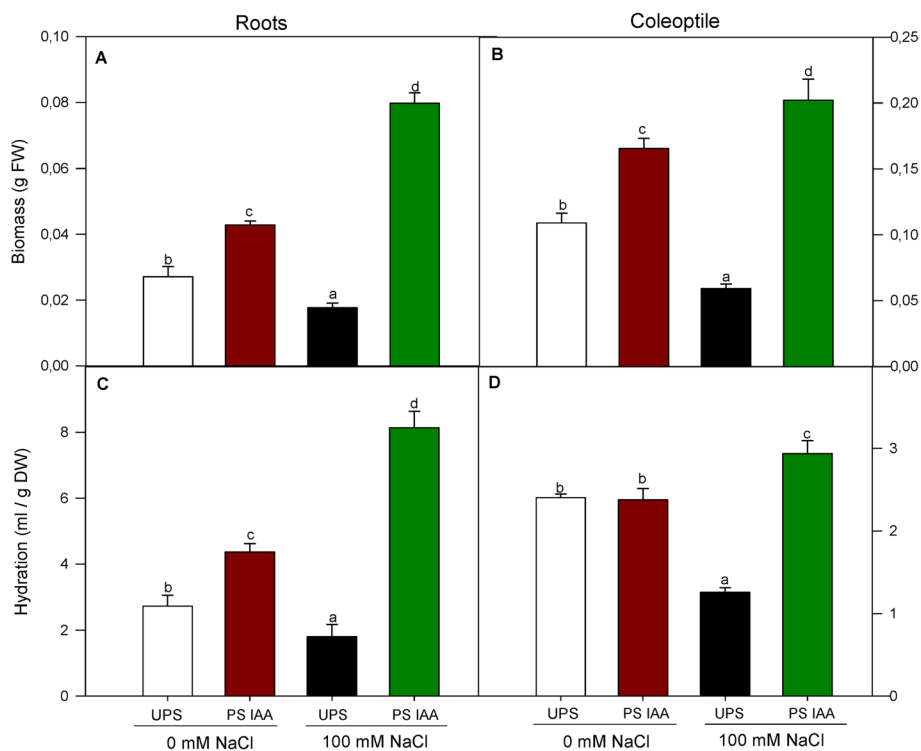 Roots Coleoptile
0,10 A B 0,25
d d
0,08 0,20
c
Biomass (g FW)
0,06 0,15
b
c
0,04 0,10
b
a
a
0,02 0,05
0,00 0,00
C D
d
8
c
3
b b
6
c
2
Hydration (ml / g DW)
4
b
a
a
2 1
0 0
UPS PS IAA UPS PS IAA UPS PS IAA UPS PS IAA
0 mM NaCl 100 mM NaCl 0 mM NaCl 100 mM NaCl